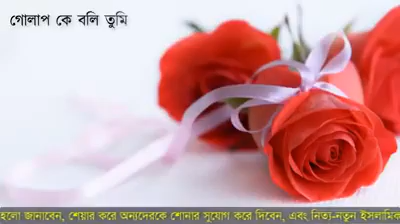 গোলাপ কে বলি তুমি
হলো জানাবেন, শেয়ার করে অন্যদেরকে শোনার সুযোগ করে দিবেন, এবং নিত্য-নতুন ইসলামিক